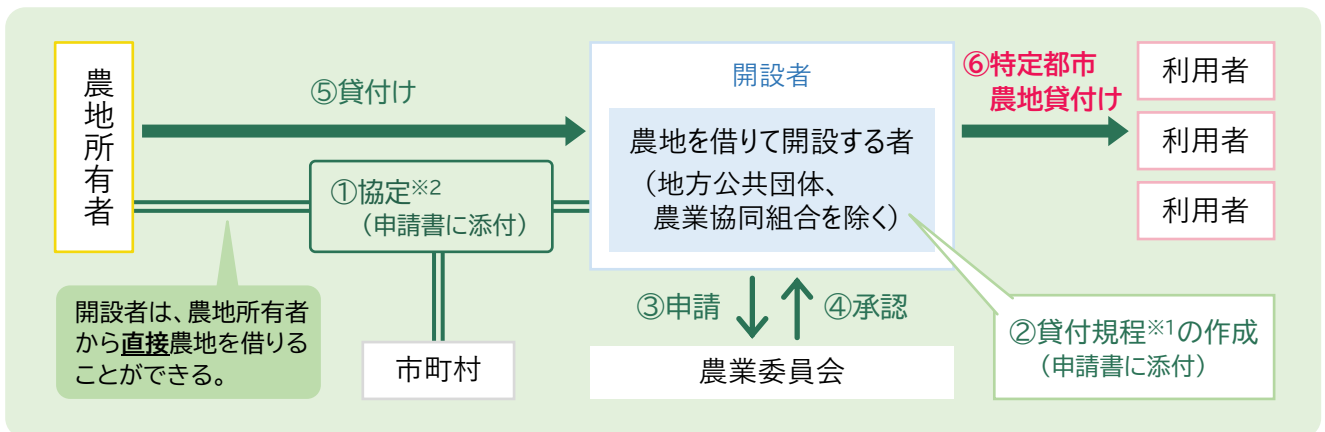 農地所有者
⑤貸付け
①協定※2
（申請書に添付）
開設者は、農地所有者
から直接農地を借りる
ことができる。
市町村
開設者
農地を借りて開設する者
（地方公共団体、
農業協同組合を除く）
③申請
④承認
農業委員会
⑥特定都市
農地貸付け
利用者
利用者
利用者
②貸付規程※1の作成
（申請書に添付）